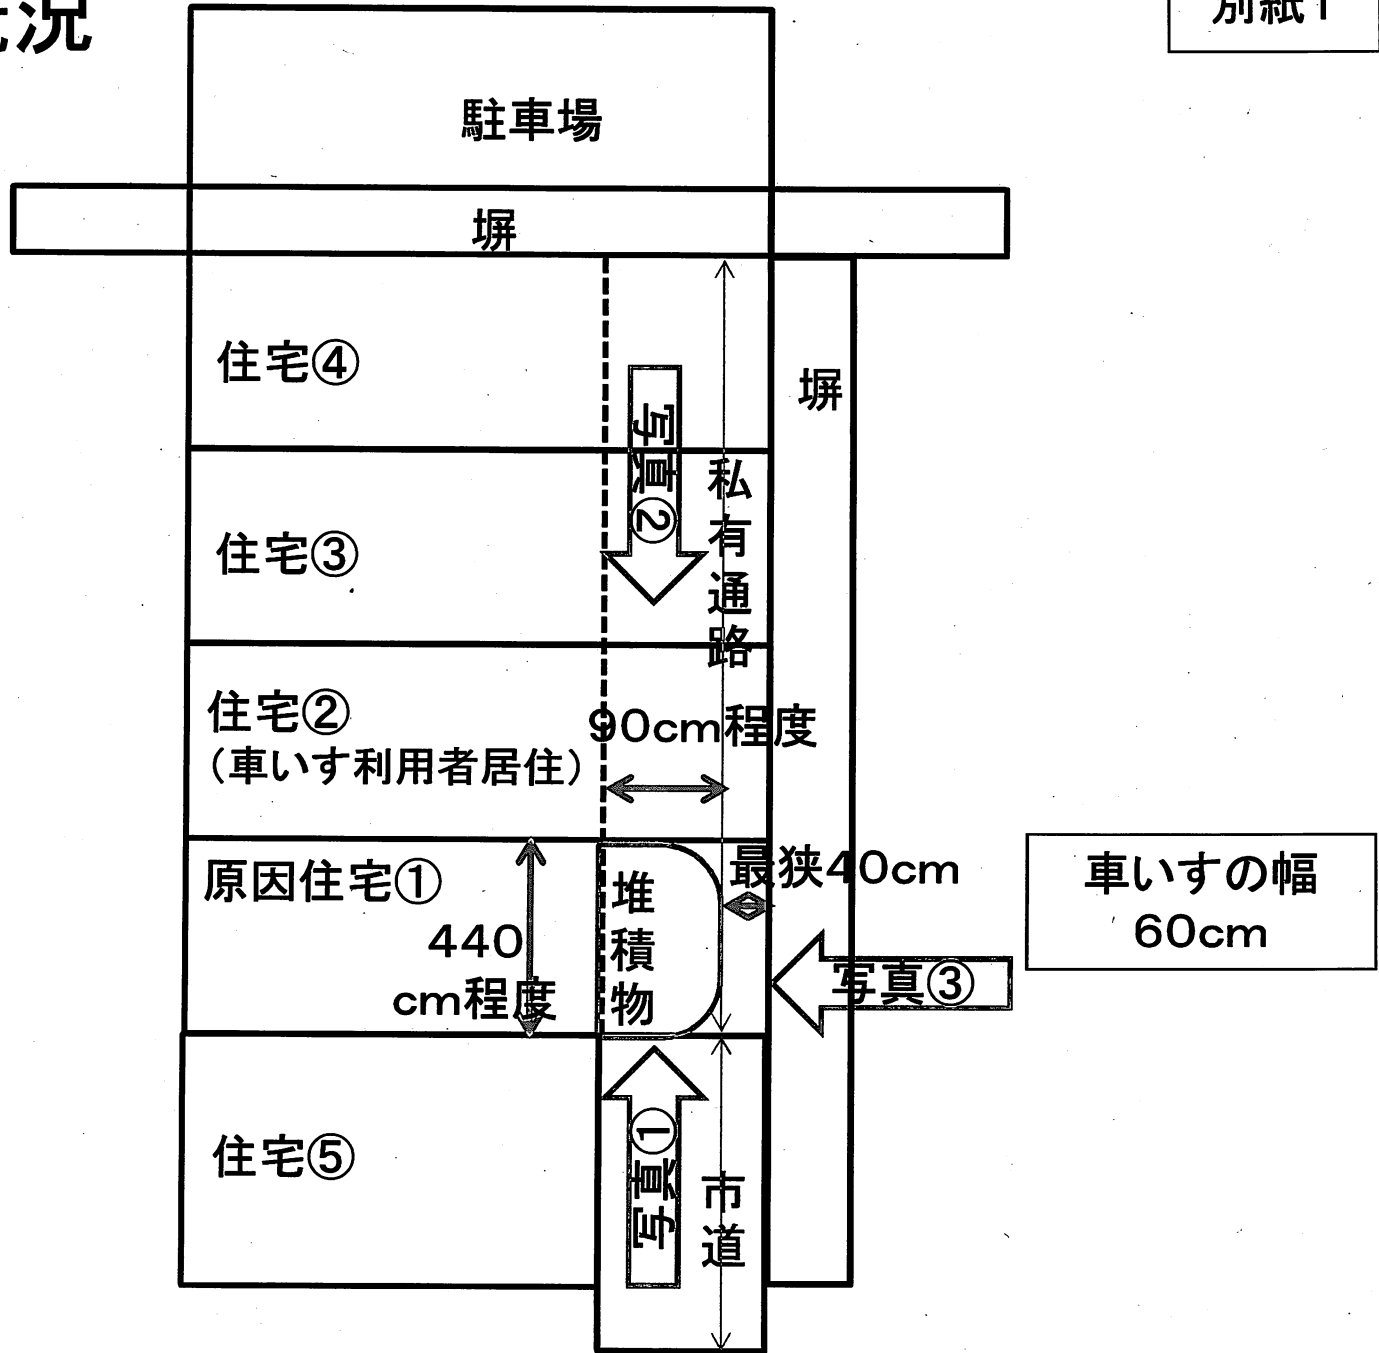 況
別紙1
駐車場
塀
住宅④
塀
写真②
私有通路
住宅③
住宅②
(車いす利用者居住)
90cm程度
原因住宅①
堆積物
最狭40cm
車いすの幅
60cm
440
cm程度
写真③
住宅⑤
写真①
市道